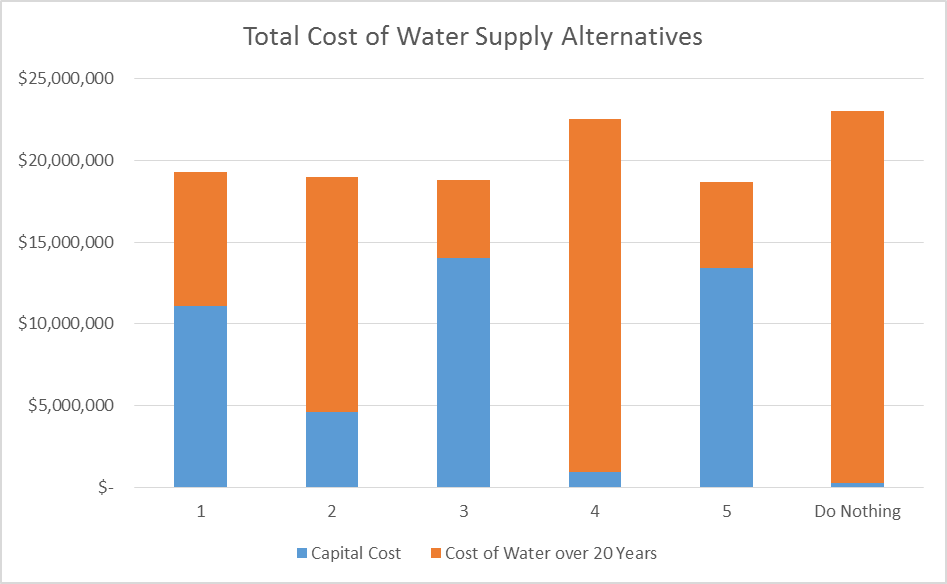 Total Cost of Water Supply Alternatives
$25,000,000
$20,000,000
$15,000,000
$10,000,000
$5,000,000
$-
1 2 3 4 5 Do Nothing
Capital Cost Cost of Water over 20 Years